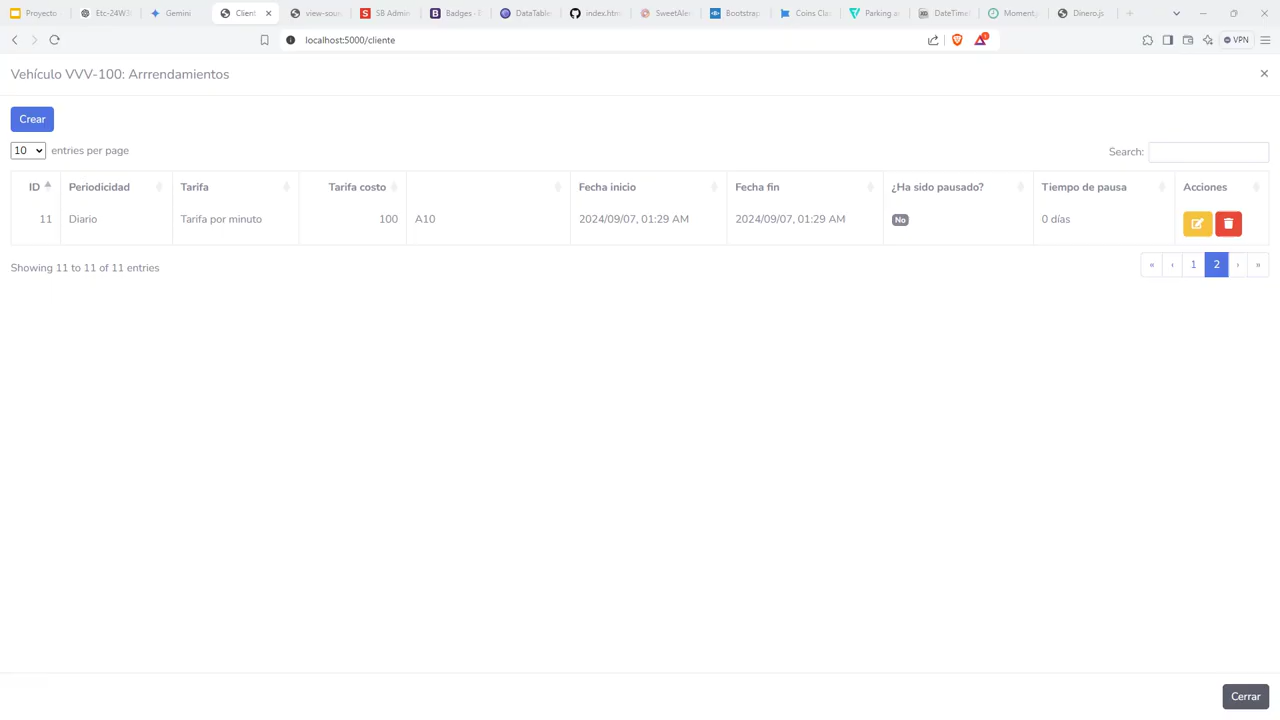 Proyecto
Etc-24W3
Gemini
Client
view-sour
SB Admin
Badges
DataTable
index.htm
SweetAler
Bootstrap
Coins Clas
Parking a
DateTime
Moment.j
Dinero.js
localhost:5000/cliente
VPN
Vehículo VVV-100: Arrrendamientos
Crear
10 entries per page
Search:
ID Periodicidad Tarifa Tarifa costo Fecha inicio Fecha fin ¿Ha sido pausado? Tiempo de pausa Acciones
11 Diario Tarifa por minuto 100 A10 2024/09/07, 01:29 AM 2024/09/07, 01:29 AM No 0 días
Showing 11 to 11 of 11 entries
« ‹ 1 2 › »
Cerrar